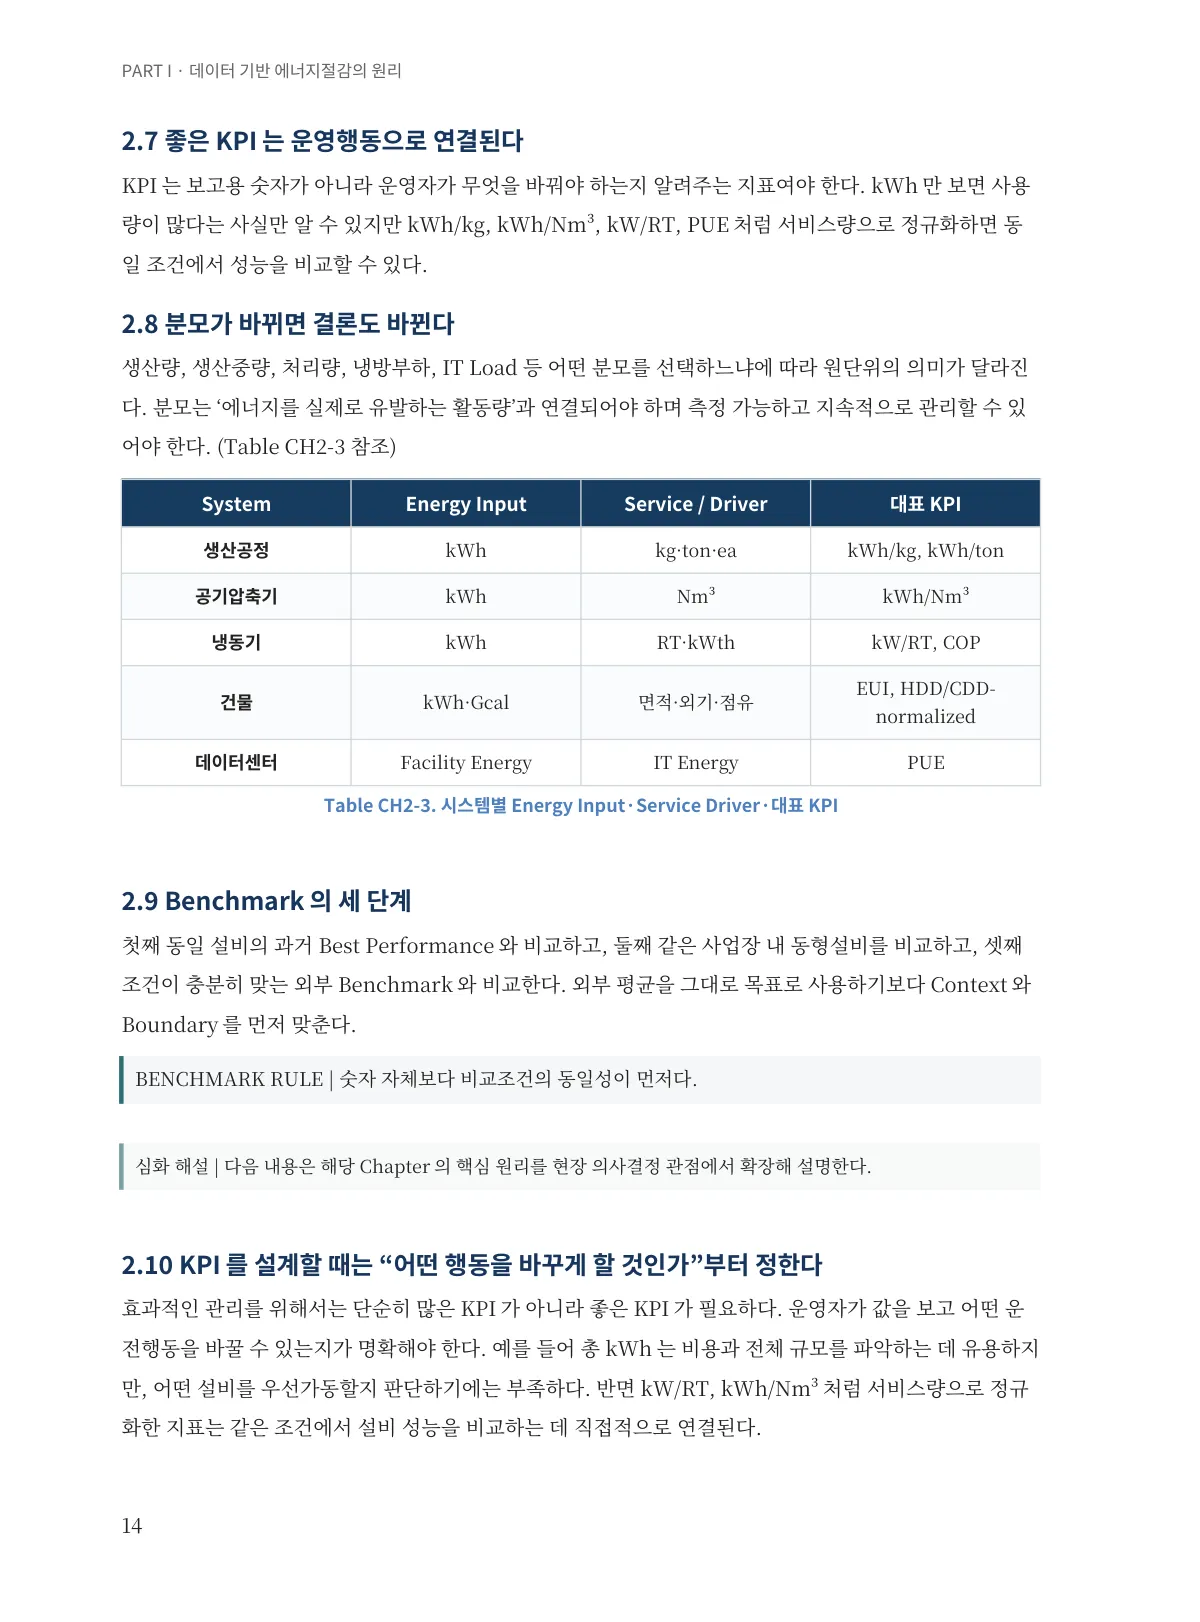 PART I · 데이터 기반 에너지절감의 원리
2.7 좋은 KPI 는 운영행동으로 연결된다
KPI 는 보고용 숫자가 아니라 운영자가 무엇을 바꿔야 하는지 알려주는 지표여야 한다. kWh 만 보면 사용
량이 많다는 사실만 알 수 있지만 kWh/kg, kWh/Nm³, kW/RT, PUE 처럼 서비스량으로 정규화하면 동
일 조건에서 성능을 비교할 수 있다.
2.8 분모가 바뀌면 결론도 바뀐다
생산량, 생산중량, 처리량, 냉방부하, IT Load 등 어떤 분모를 선택하느냐에 따라 원단위의 의미가 달라진
다. 분모는 ‘에너지를 실제로 유발하는 활동량’과 연결되어야 하며 측정 가능하고 지속적으로 관리할 수 있
어야 한다. (Table CH2-3 참조)
System Energy Input Service / Driver 대표 KPI
생산공정 kWh kg·ton·ea kWh/kg, kWh/ton
공기압축기 kWh Nm³ kWh/Nm³
냉동기 kWh RT·kWth kW/RT, COP
건물 kWh·Gcal 면적·외기·점유 EUI, HDD/CDD-
normalized
데이터센터 Facility Energy IT Energy PUE
Table CH2-3. 시스템별 Energy Input·Service Driver·대표 KPI
2.9 Benchmark 의 세 단계
첫째 동일 설비의 과거 Best Performance 와 비교하고, 둘째 같은 사업장 내 동형설비를 비교하고, 셋째
조건이 충분히 맞는 외부 Benchmark 와 비교한다. 외부 평균을 그대로 목표로 사용하기보다 Context 와
Boundary 를 먼저 맞춘다.
BENCHMARK RULE | 숫자 자체보다 비교조건의 동일성이 먼저다.
심화 해설 | 다음 내용은 해당 Chapter 의 핵심 원리를 현장 의사결정 관점에서 확장해 설명한다.
2.10 KPI 를 설계할 때는 “어떤 행동을 바꾸게 할 것인가”부터 정한다
효과적인 관리를 위해서는 단순히 많은 KPI 가 아니라 좋은 KPI 가 필요하다. 운영자가 값을 보고 어떤 운
전행동을 바꿀 수 있는지가 명확해야 한다. 예를 들어 총 kWh 는 비용과 전체 규모를 파악하는 데 유용하지
만, 어떤 설비를 우선가동할지 판단하기에는 부족하다. 반면 kW/RT, kWh/Nm³ 처럼 서비스량으로 정규
화한 지표는 같은 조건에서 설비 성능을 비교하는 데 직접적으로 연결된다.
14